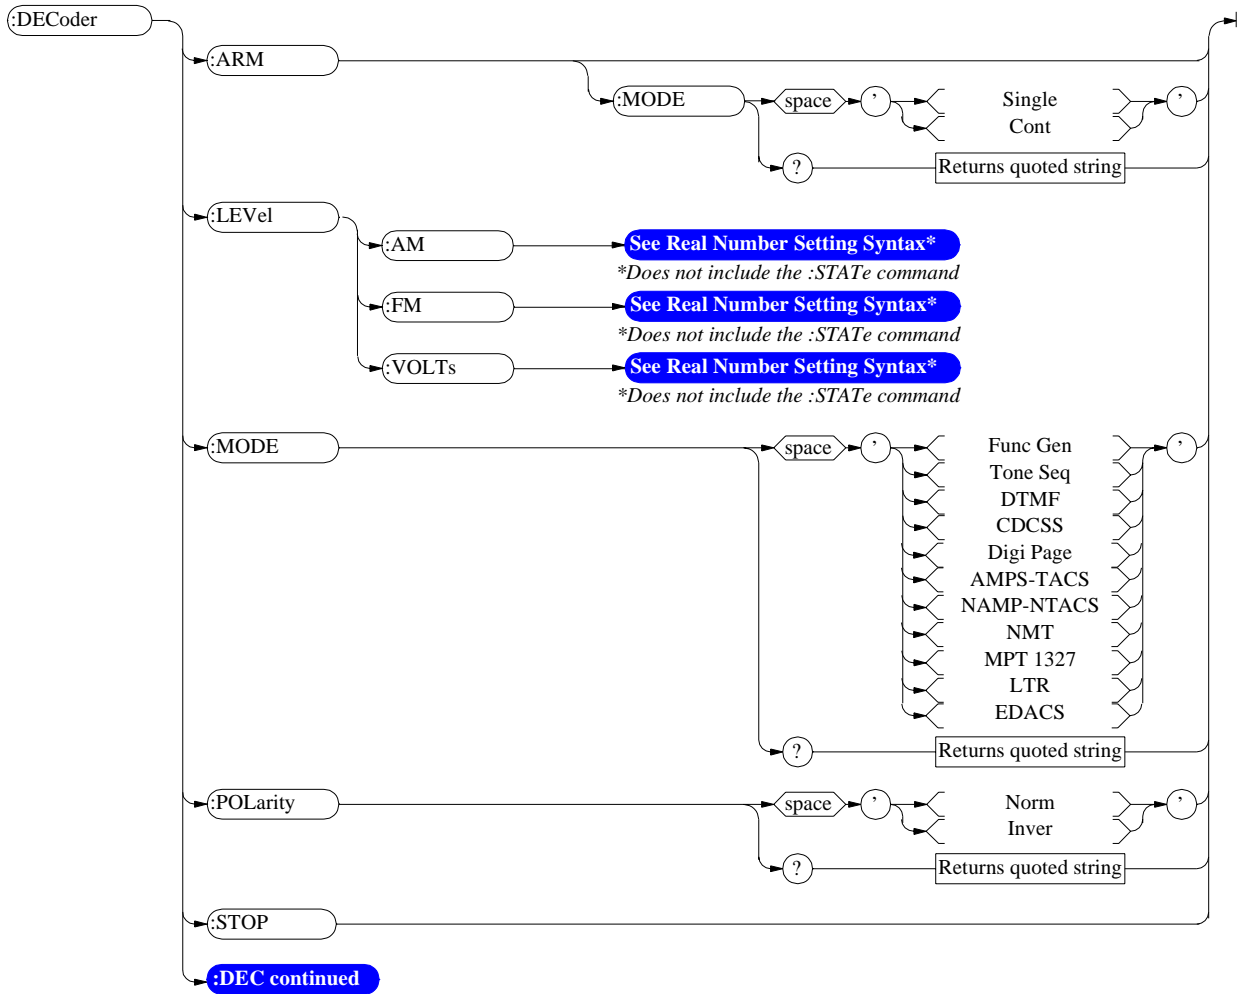 :DECoder
:ARM
:MODE space ' Single '
Cont
? Returns quoted string
:LEVel
:AM See Real Number Setting Syntax*
*Does not include the :STATe command
:FM See Real Number Setting Syntax*
*Does not include the :STATe command
:VOLTs See Real Number Setting Syntax*
*Does not include the :STATe command
:MODE space ' Func Gen '
Tone Seq
DTMF
CDCSS
Digi Page
AMPS-TACS
NAMP-NTACS
NMT
MPT 1327
LTR
EDACS
? Returns quoted string
:POLarity space ' Norm '
Inver
? Returns quoted string
:STOP
:DEC continued